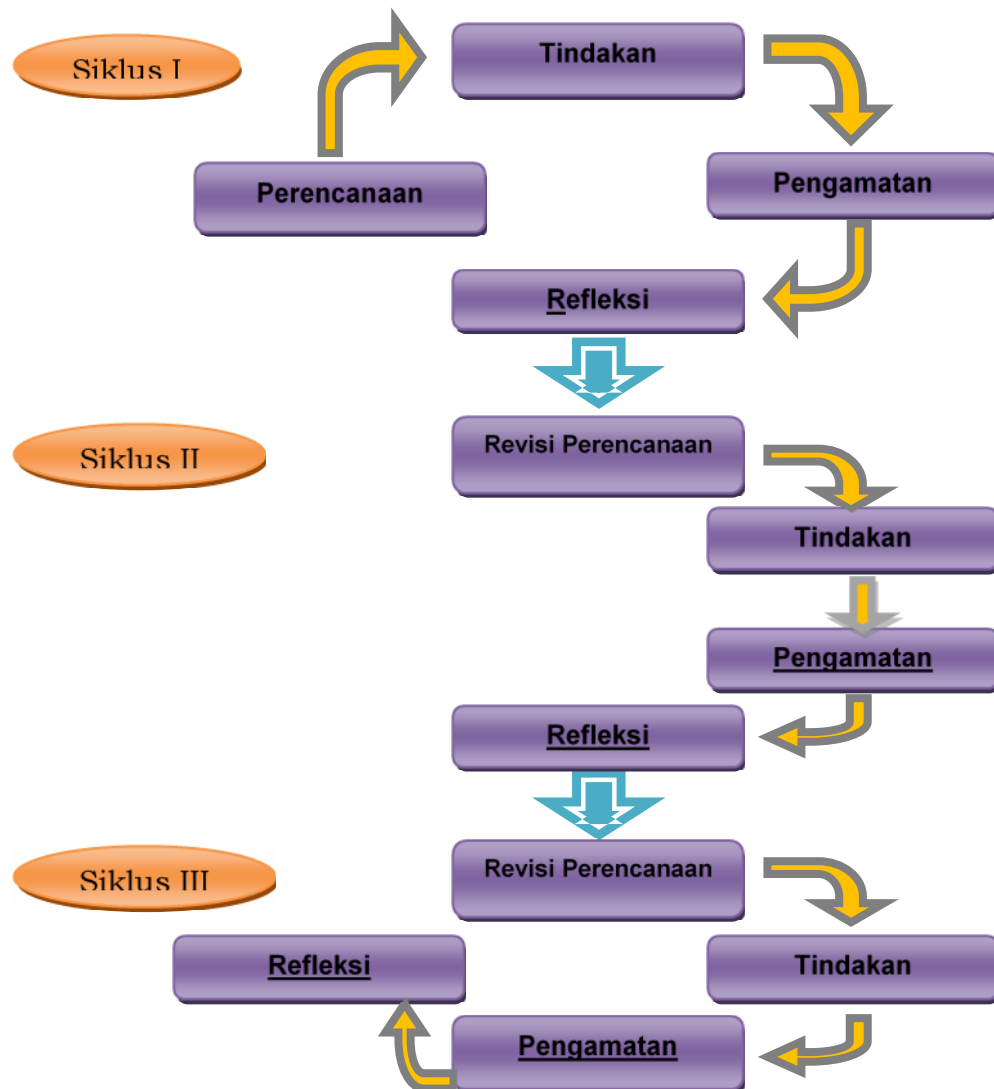 Siklus I
Tindakan
Perencanaan
Pengamatan
Refleksi
Siklus II
Revisi Perencanaan
Tindakan
Pengamatan
Refleksi
Siklus III
Revisi Perencanaan
Refleksi
Tindakan
Pengamatan